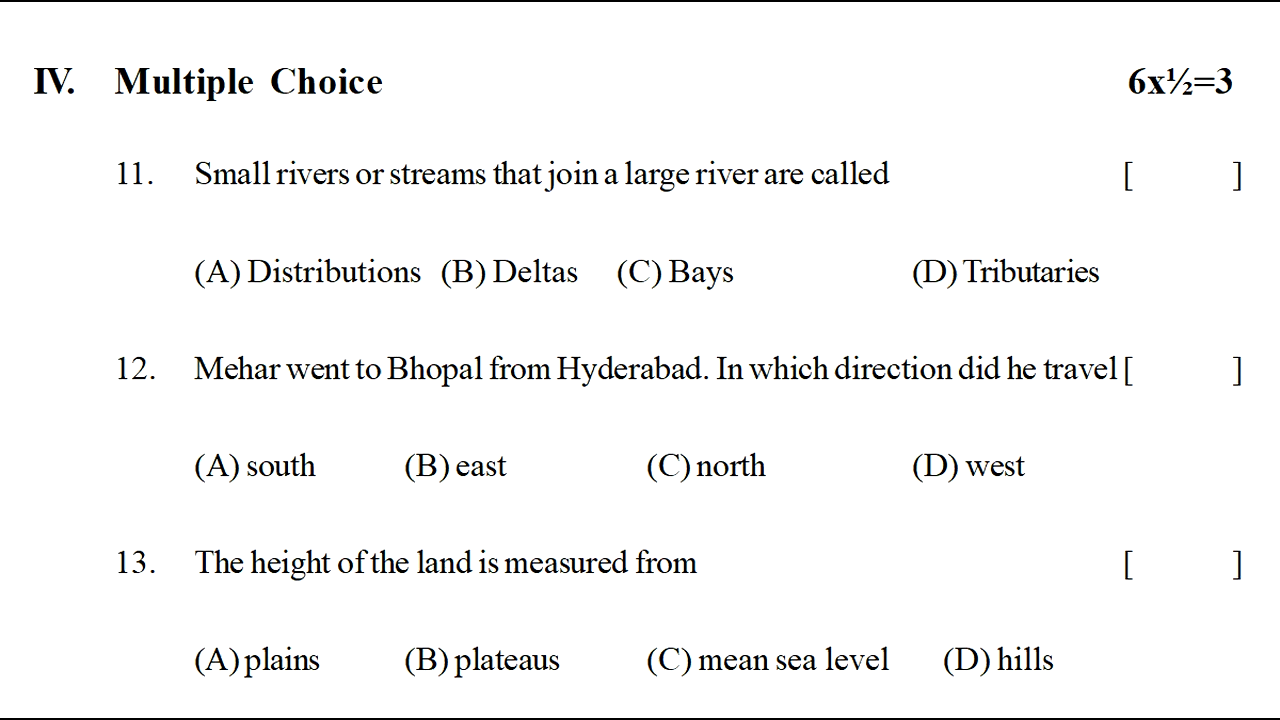 IV. Multiple Choice 6x½=3
11. Small rivers or streams that join a large river are called [ ]
(A) Distributions (B) Deltas (C) Bays (D) Tributaries
12. Mehar went to Bhopal from Hyderabad. In which direction did he travel [ ]
(A) south (B) east (C) north (D) west
13. The height of the land is measured from [ ]
(A) plains (B) plateaus (C) mean sea level (D) hills